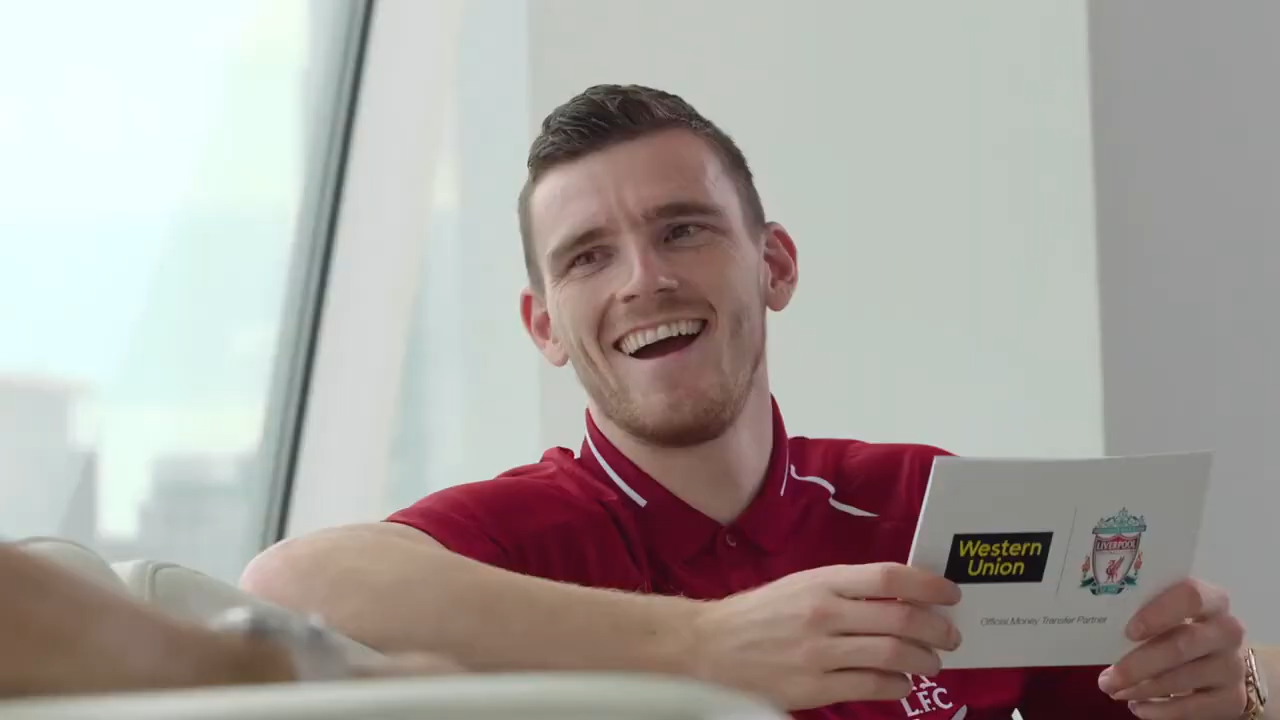 Western
Union
LIVERPOOL
Official Money Transfer Partner
L.F.C